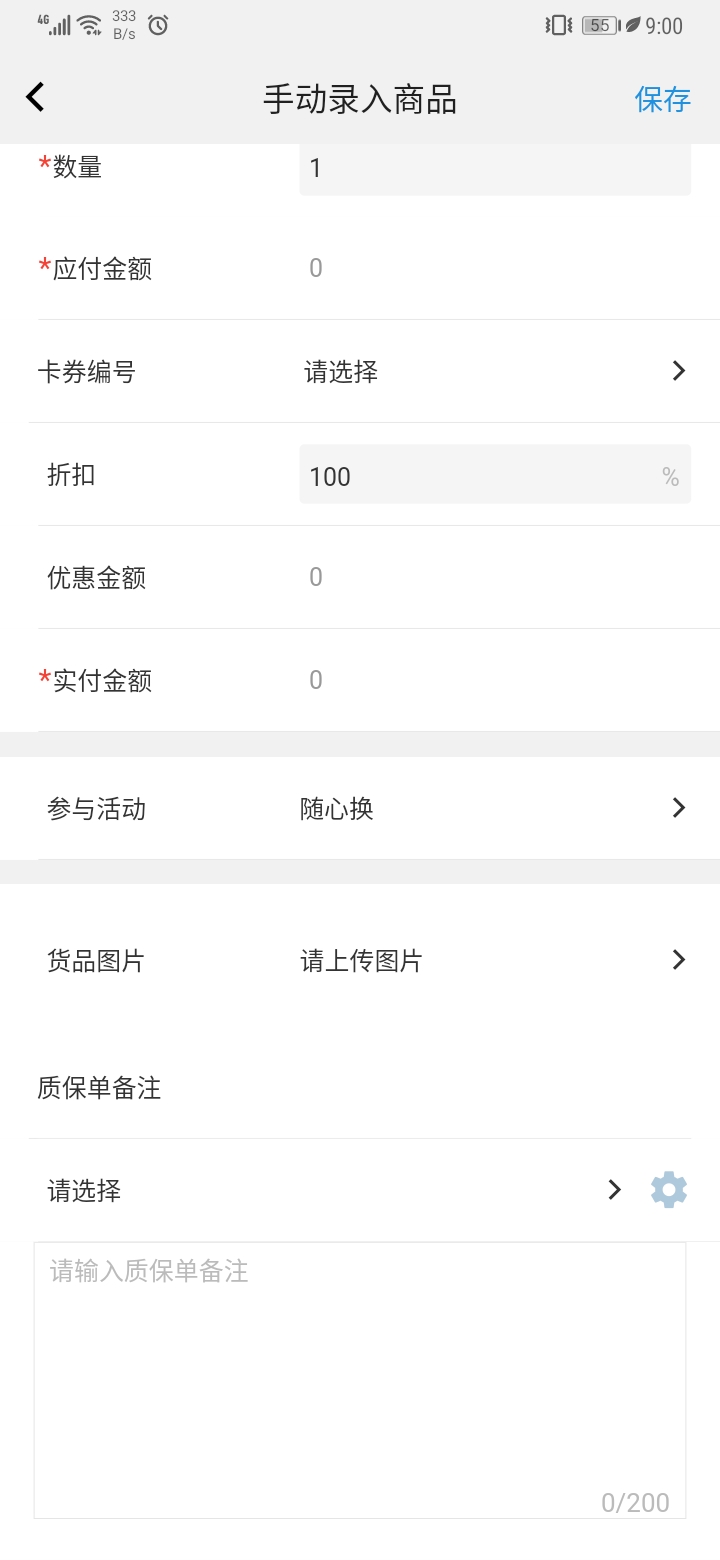 4G 333 B/s 55 9:00
手动录入商品 保存
*数量 1
*应付金额 0
卡券编号 请选择
折扣 100 %
优惠金额 0
*实付金额 0
参与活动 随心换
货品图片 请上传图片
质保单备注
请选择
请输入质保单备注
0/200